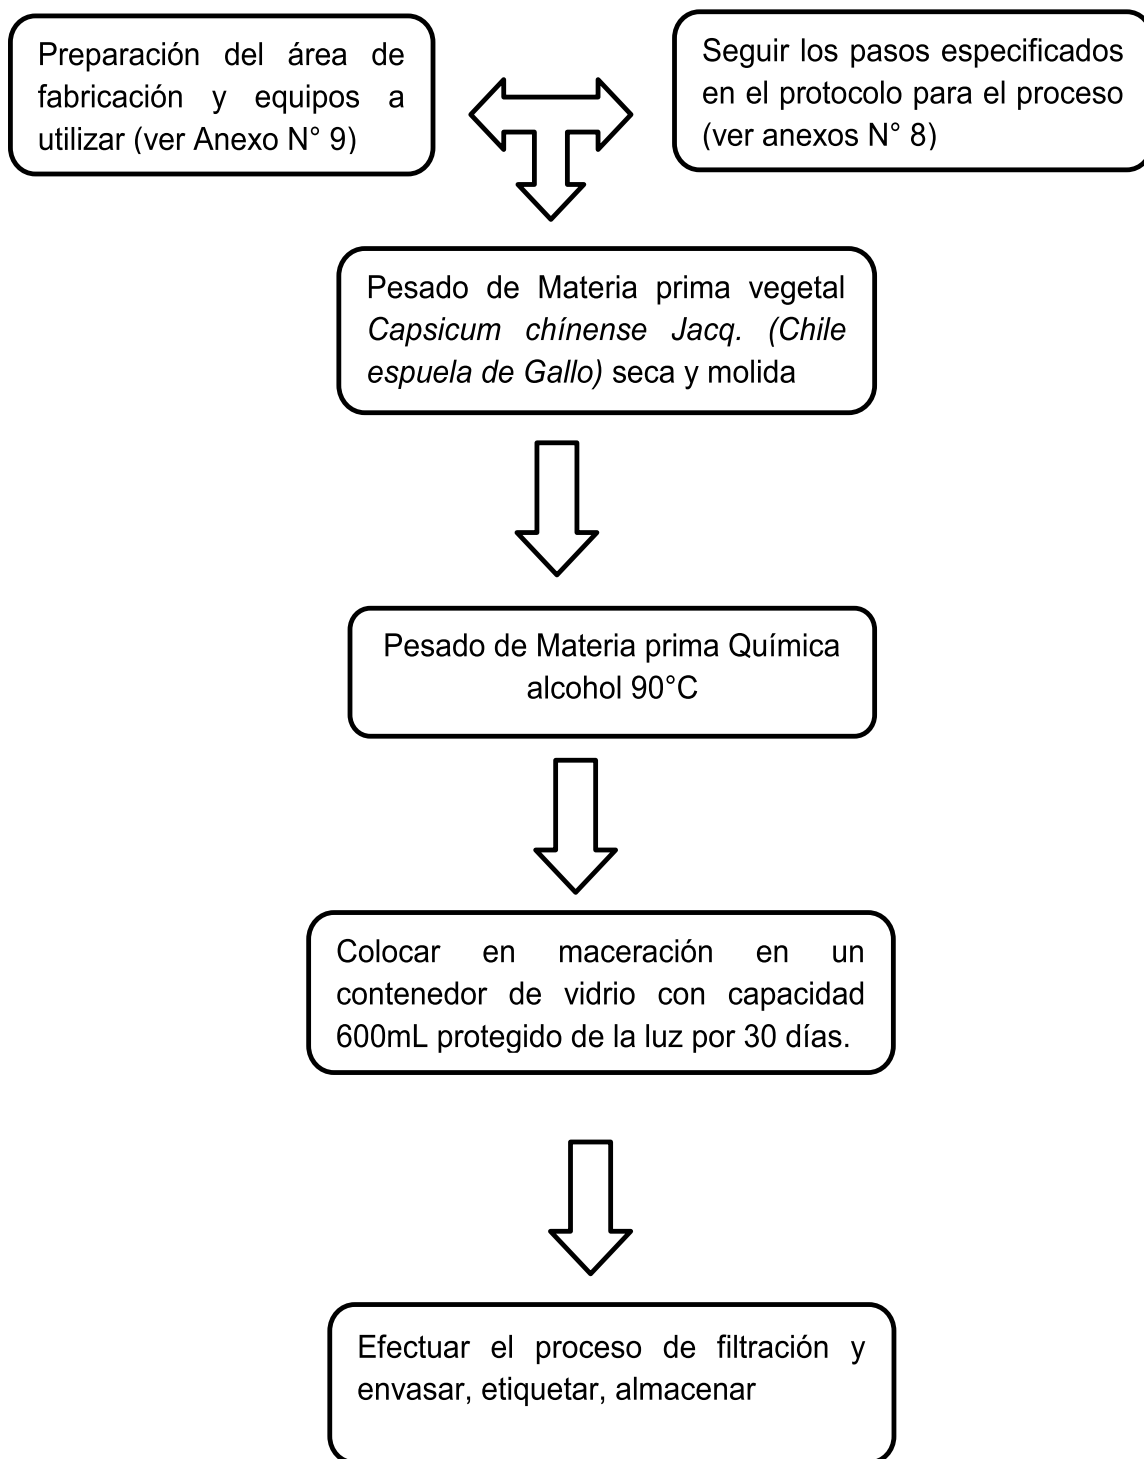 Preparación del área de
fabricación y equipos a
utilizar (ver Anexo N° 9)
Seguir los pasos especificados
en el protocolo para el proceso
(ver anexos N° 8)
Pesado de Materia prima vegetal
Capsicum chínense Jacq. (Chile
espuela de Gallo) seca y molida
Pesado de Materia prima Química
alcohol 90°C
Colocar en maceración en un
contenedor de vidrio con capacidad
600mL protegido de la luz por 30 días.
Efectuar el proceso de filtración y
envasar, etiquetar, almacenar